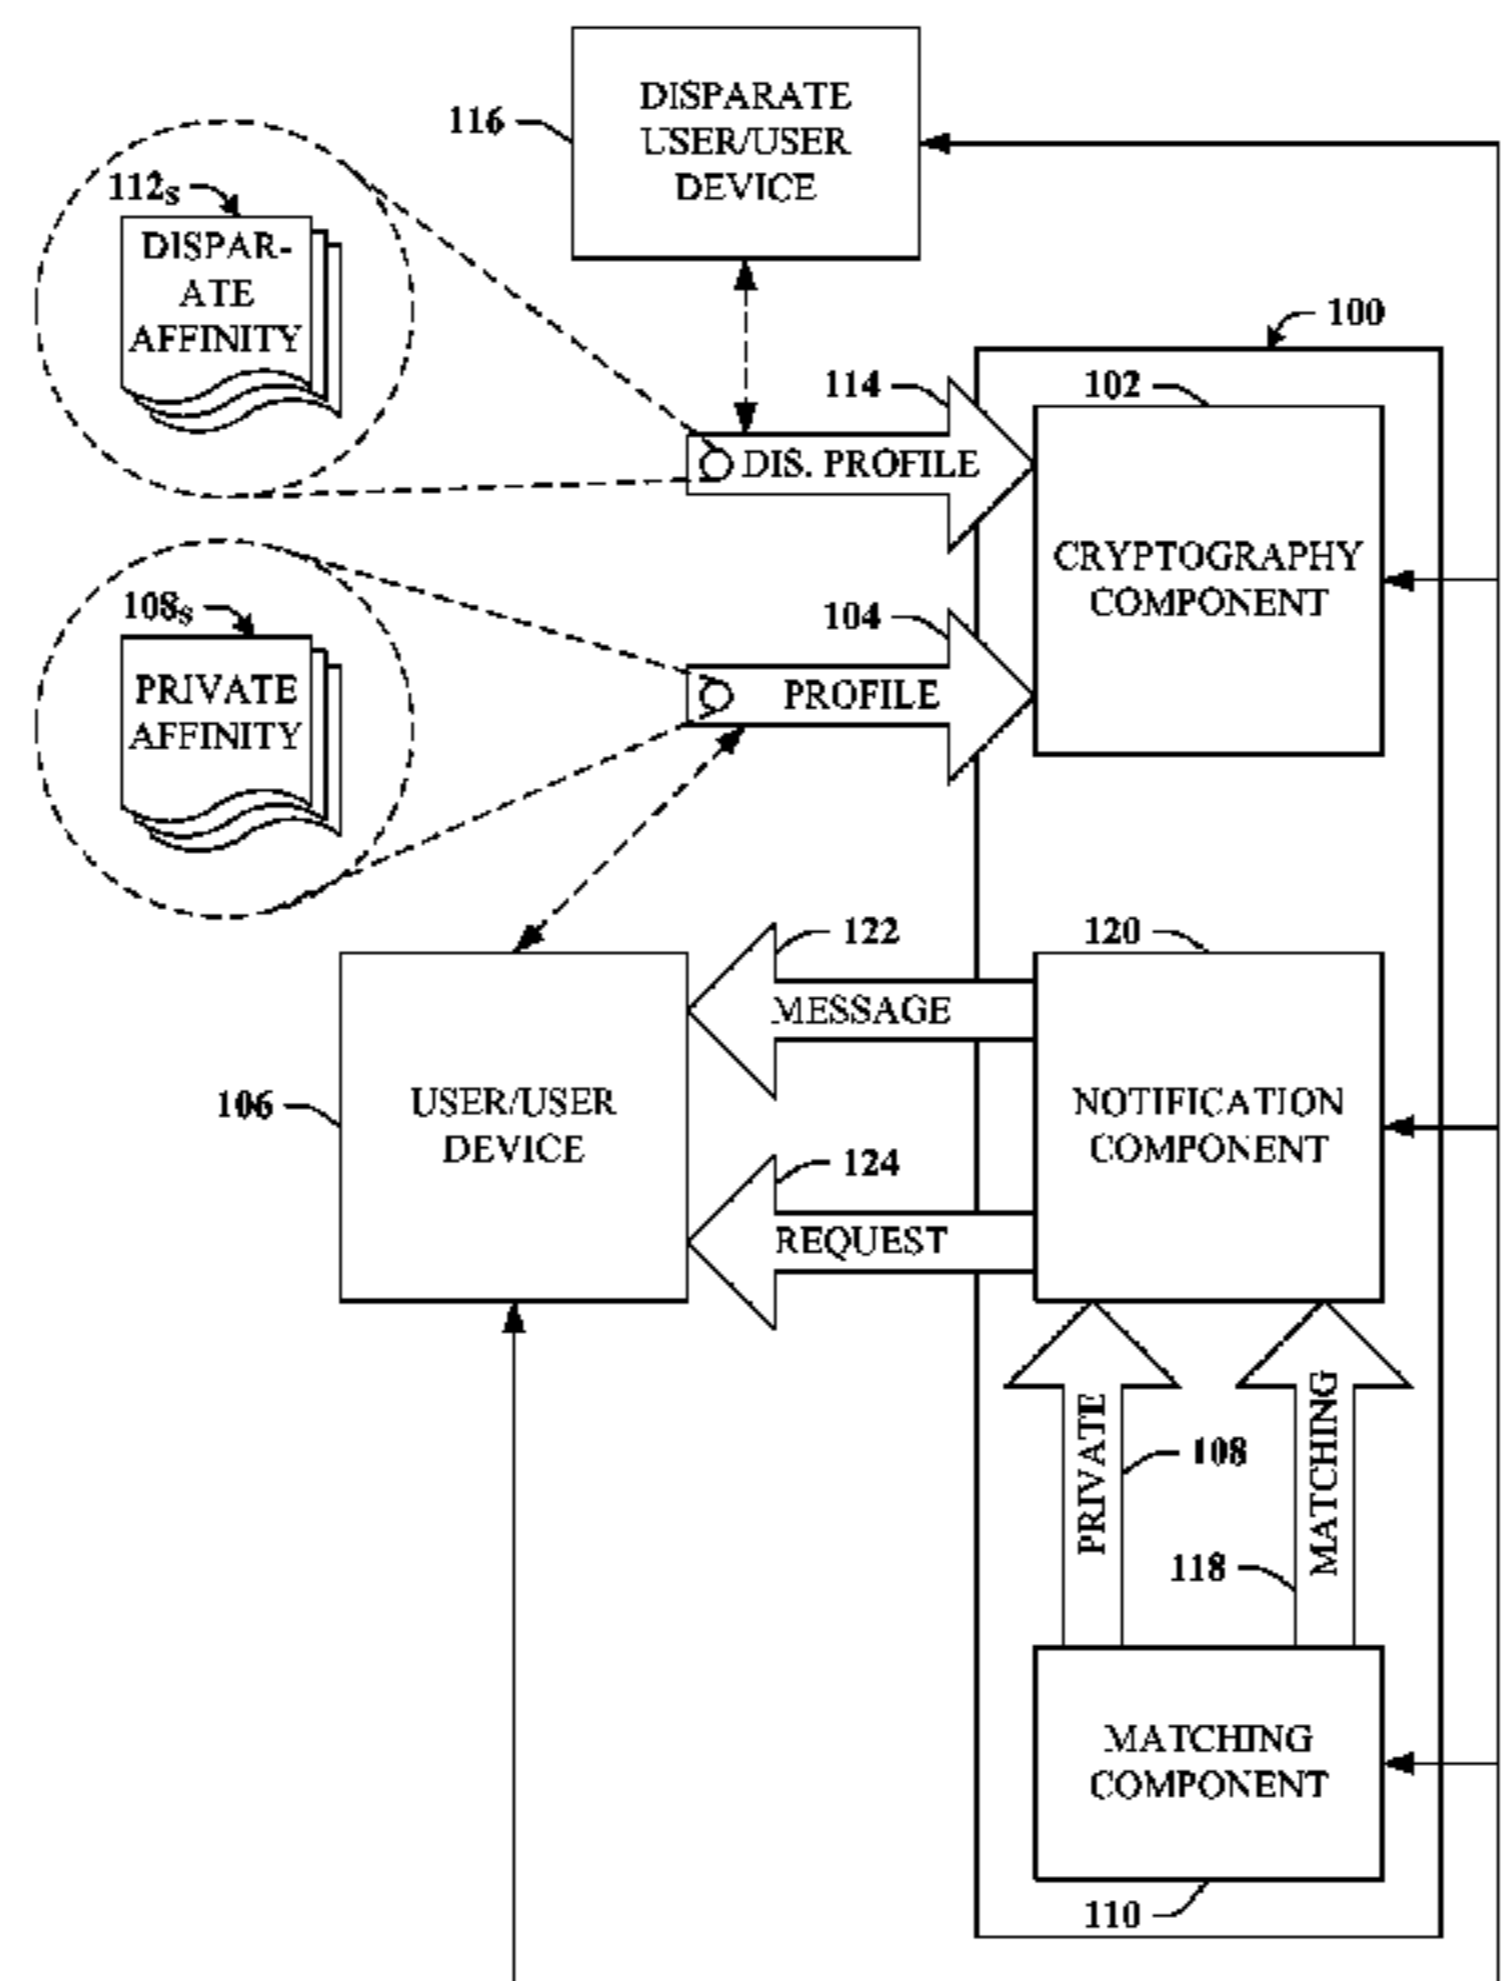 116
DISPARATE
USER/USER
DEVICE
112S
DISPAR-
ATE
AFFINITY
100
114
102
DIS. PROFILE
CRYPTOGRAPHY
COMPONENT
108S
PRIVATE
AFFINITY
104
PROFILE
122
120
MESSAGE
106
USER/USER
DEVICE
NOTIFICATION
COMPONENT
124
REQUEST
PRIVATE
108
MATCHING
118
MATCHING
COMPONENT
110